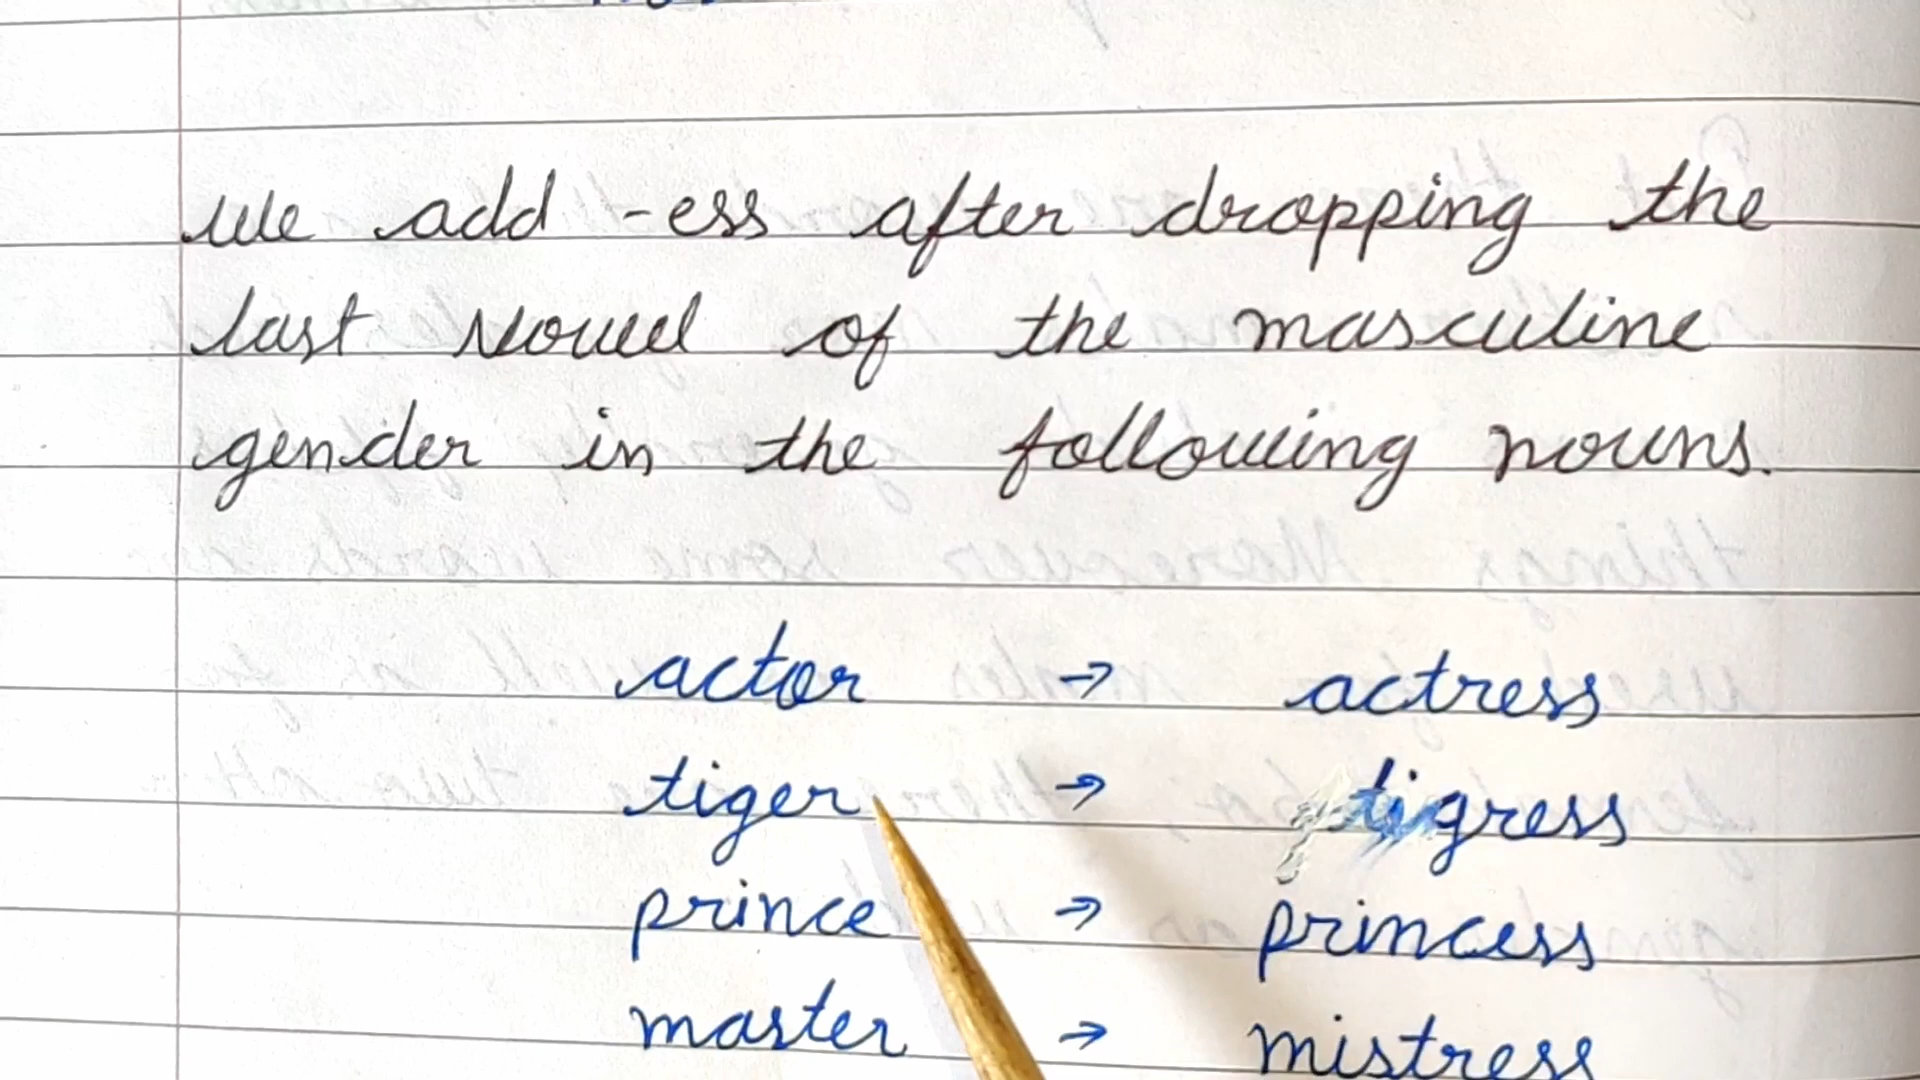 We add -ess after dropping the
last vowel of the masculine
gender in the following nouns.
actor → actress
tiger → tigress
prince → princess
master → mistress